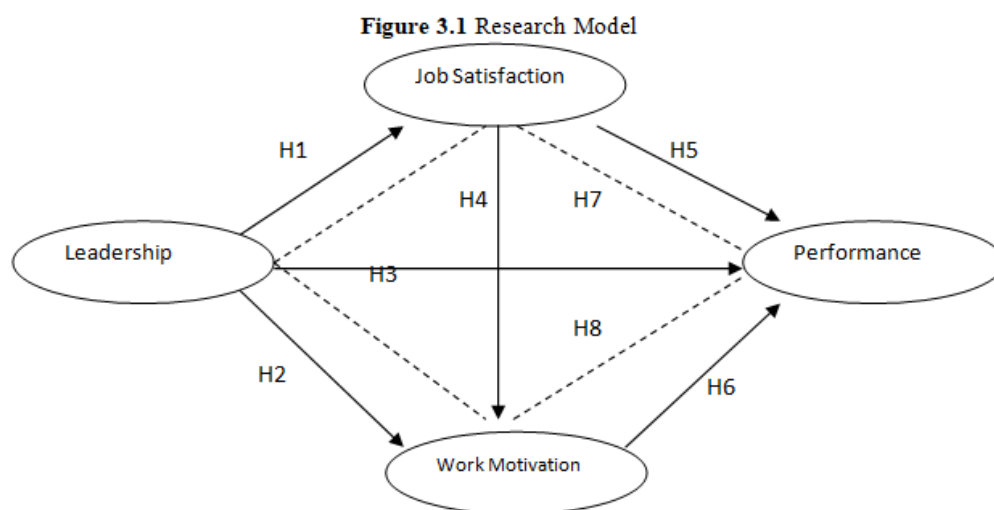 Figure 3.1 Research Model
Job Satisfaction
H1
H5
H4
H7
Leadership
Performance
H3
H8
H2
H6
Work Motivation